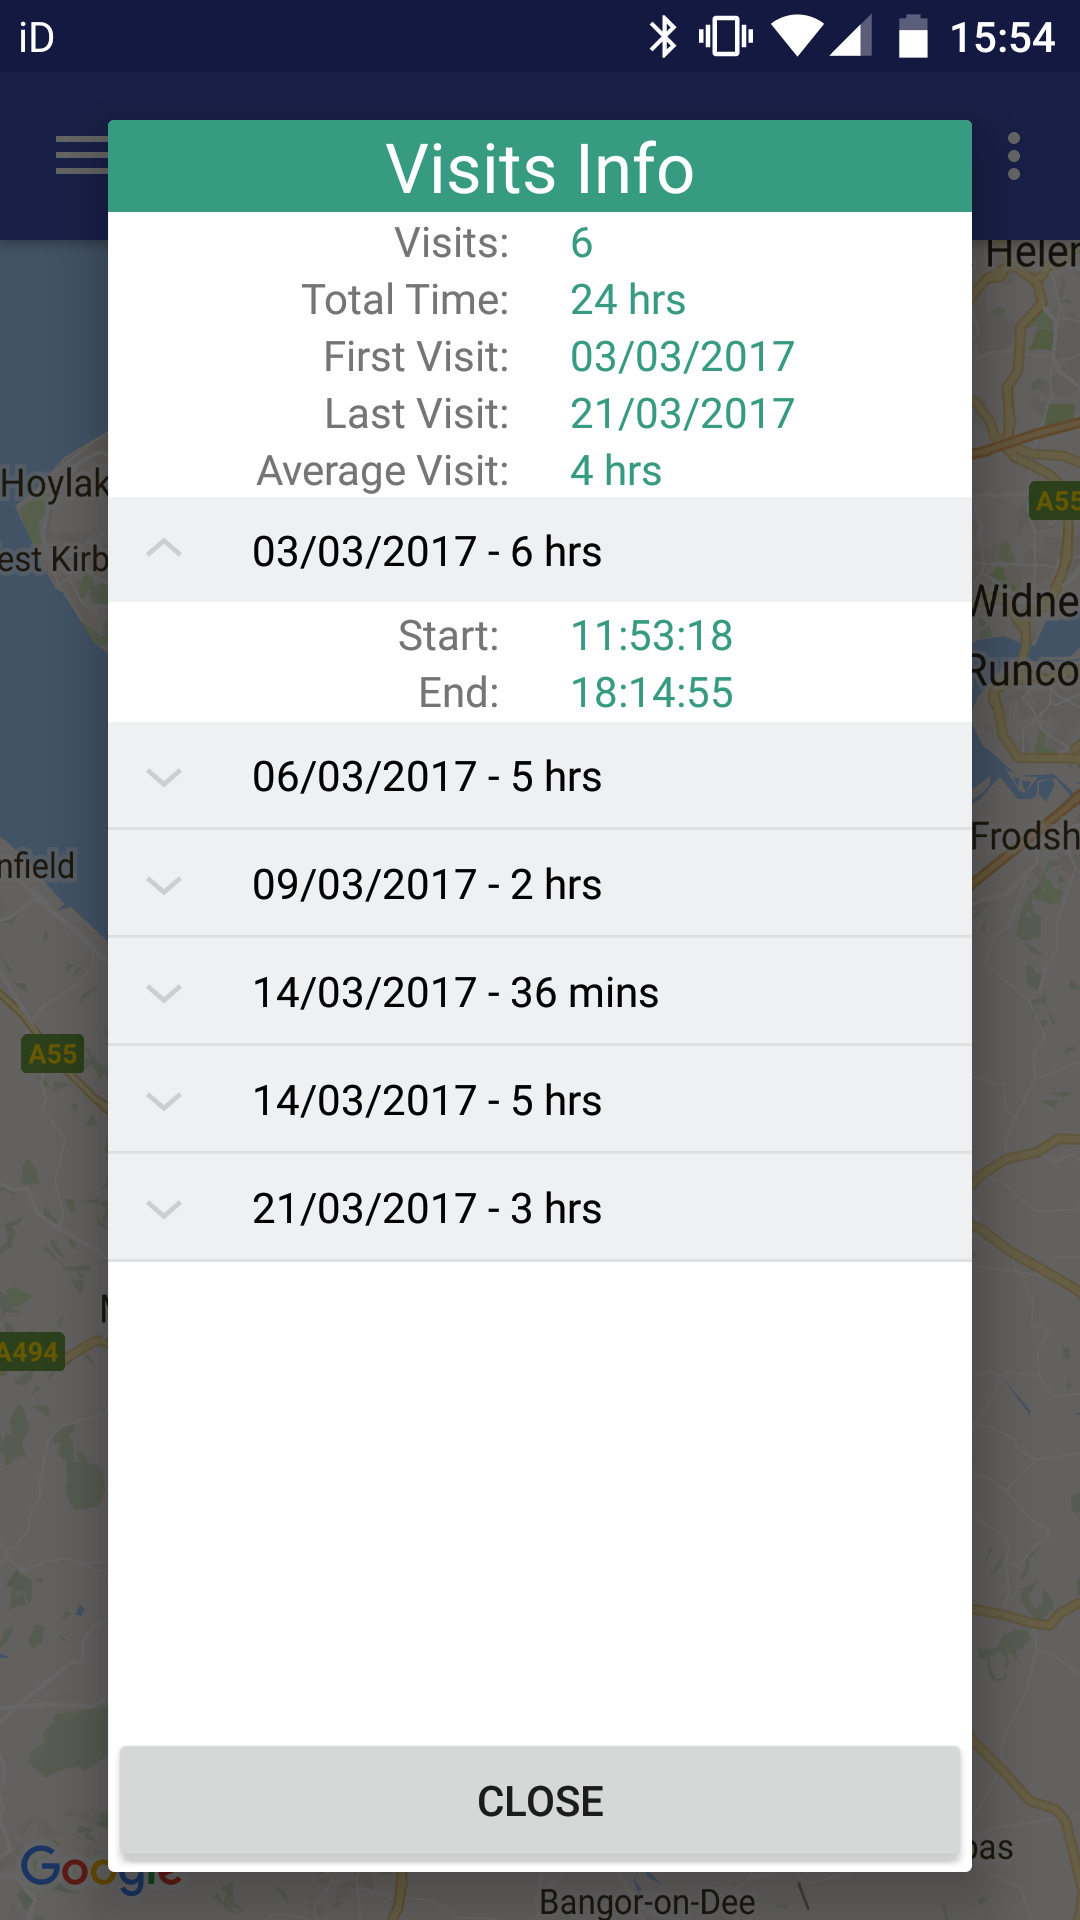 iD
15:54
Visits Info
Visits: 6
Total Time: 24 hrs
First Visit: 03/03/2017
Last Visit: 21/03/2017
Average Visit: 4 hrs
03/03/2017 - 6 hrs
Start: 11:53:18
End: 18:14:55
06/03/2017 - 5 hrs
09/03/2017 - 2 hrs
14/03/2017 - 36 mins
14/03/2017 - 5 hrs
21/03/2017 - 3 hrs
CLOSE
Helen
Hoylak
A55
est Kirb
Widne
Runco
Frodsh
nfield
A55
A494
Google
Bangor-on-Dee